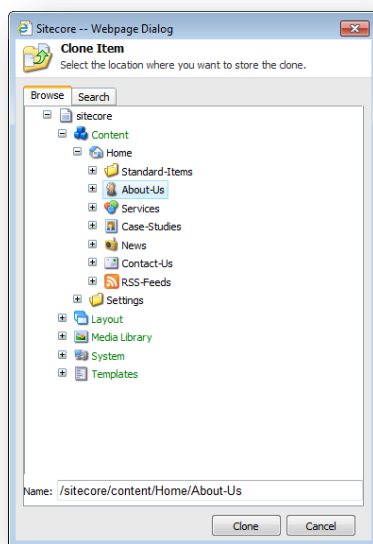 Sitecore -- Webpage Dialog
Clone Item
Select the location where you want to store the clone.
Browse Search
sitecore
Content
Home
Standard-Items
About-Us
Services
Case-Studies
News
Contact-Us
RSS-Feeds
Settings
Layout
Media Library
System
Templates
Name: /sitecore/content/Home/About-Us
Clone Cancel